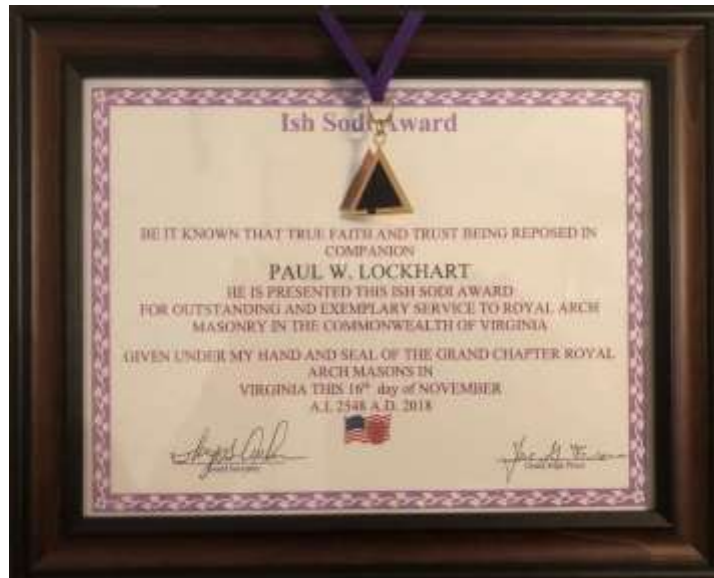 Ish Sodi Award
BE IT KNOWN THAT TRUE FAITH AND TRUST BEING REPOSED IN
COMPANION
PAUL W. LOCKHART
HE IS PRESENTED THIS ISH SODI AWARD
FOR OUTSTANDING AND EXEMPLARY SERVICE TO ROYAL ARCH
MASONRY IN THE COMMONWEALTH OF VIRGINIA
GIVEN UNDER MY HAND AND SEAL OF THE GRAND CHAPTER ROYAL
ARCH MASONS IN
VIRGINIA THIS 16th day of NOVEMBER
A.I. 2548 A.D. 2018
Grand High Priest